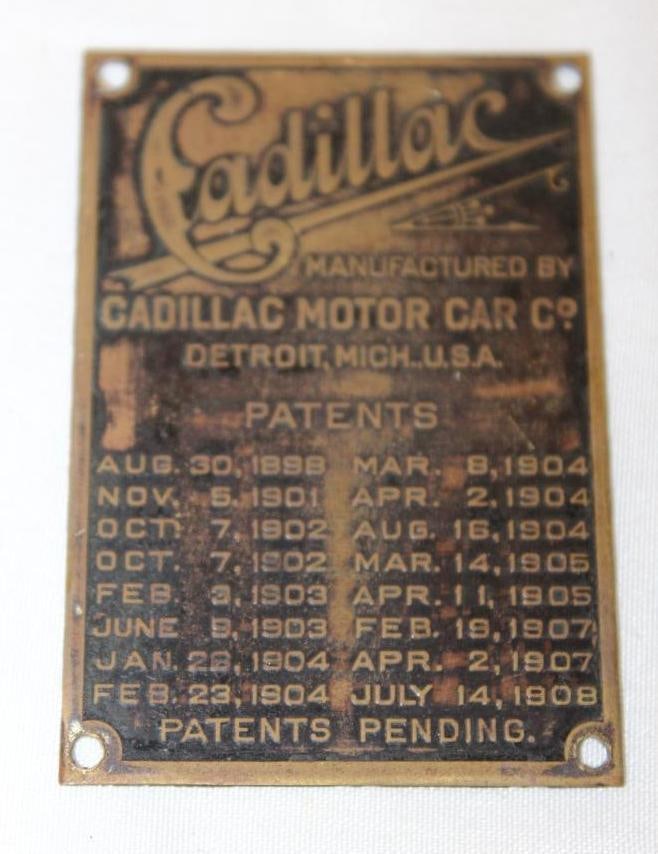 Cadillac
MANUFACTURED BY
CADILLAC MOTOR CAR Cº
DETROIT, MICH., U.S.A.
PATENTS
AUG. 30, 1898 MAR. 8, 1904
NOV. 5, 1901 APR. 2, 1904
OCT. 7, 1902 AUG. 16, 1904
OCT. 7, 1902 MAR. 14, 1905
FEB. 3, 1903 APR. 11, 1905
JUNE 9, 1903 FEB. 19, 1907
JAN. 1904 APR. 2, 1907
FEB. 23, 1904 JULY 14, 1908
PATENTS PENDING.